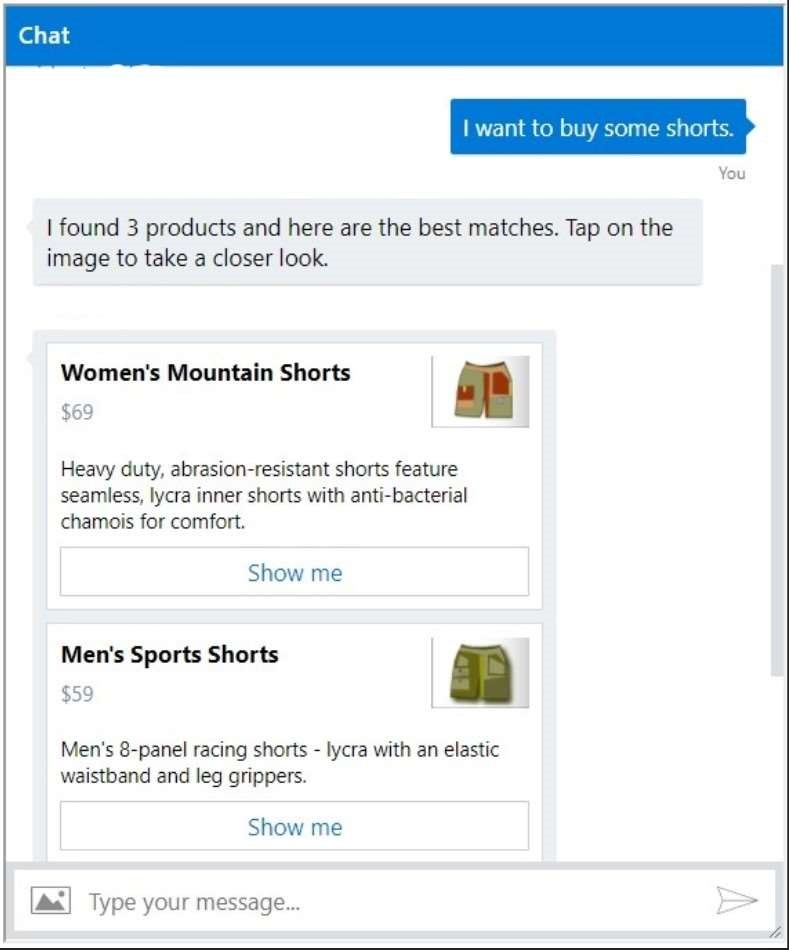 Chat
I want to buy some shorts.
You
I found 3 products and here are the best matches. Tap on the
image to take a closer look.
Women's Mountain Shorts
$69
Heavy duty, abrasion-resistant shorts feature
seamless, lycra inner shorts with anti-bacterial
chamois for comfort.
Show me
Men's Sports Shorts
$59
Men's 8-panel racing shorts - lycra with an elastic
waistband and leg grippers.
Show me
Type your message...